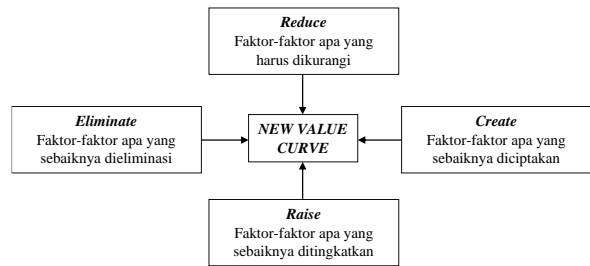 Reduce
Faktor-faktor apa yang
harus dikurangi
Eliminate
Faktor-faktor apa yang
sebaiknya dieliminasi
NEW VALUE
CURVE
Create
Faktor-faktor apa yang
sebaiknya diciptakan
Raise
Faktor-faktor apa yang
sebaiknya ditingkatkan